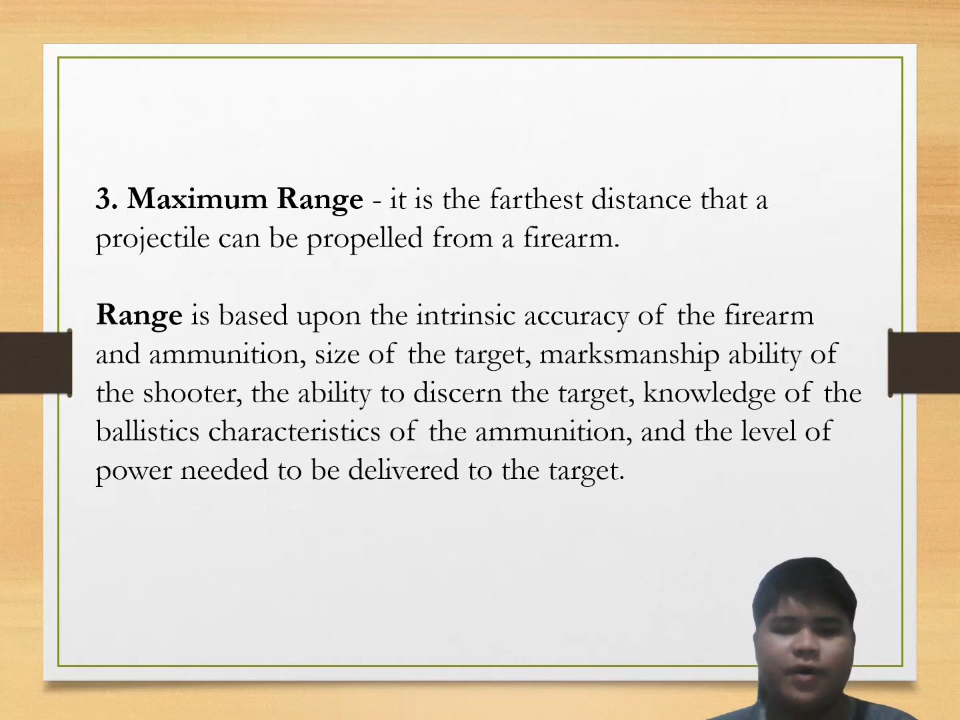 3. Maximum Range - it is the farthest distance that a
projectile can be propelled from a firearm.
Range is based upon the intrinsic accuracy of the firearm
and ammunition, size of the target, marksmanship ability of
the shooter, the ability to discern the target, knowledge of the
ballistics characteristics of the ammunition, and the level of
power needed to be delivered to the target.